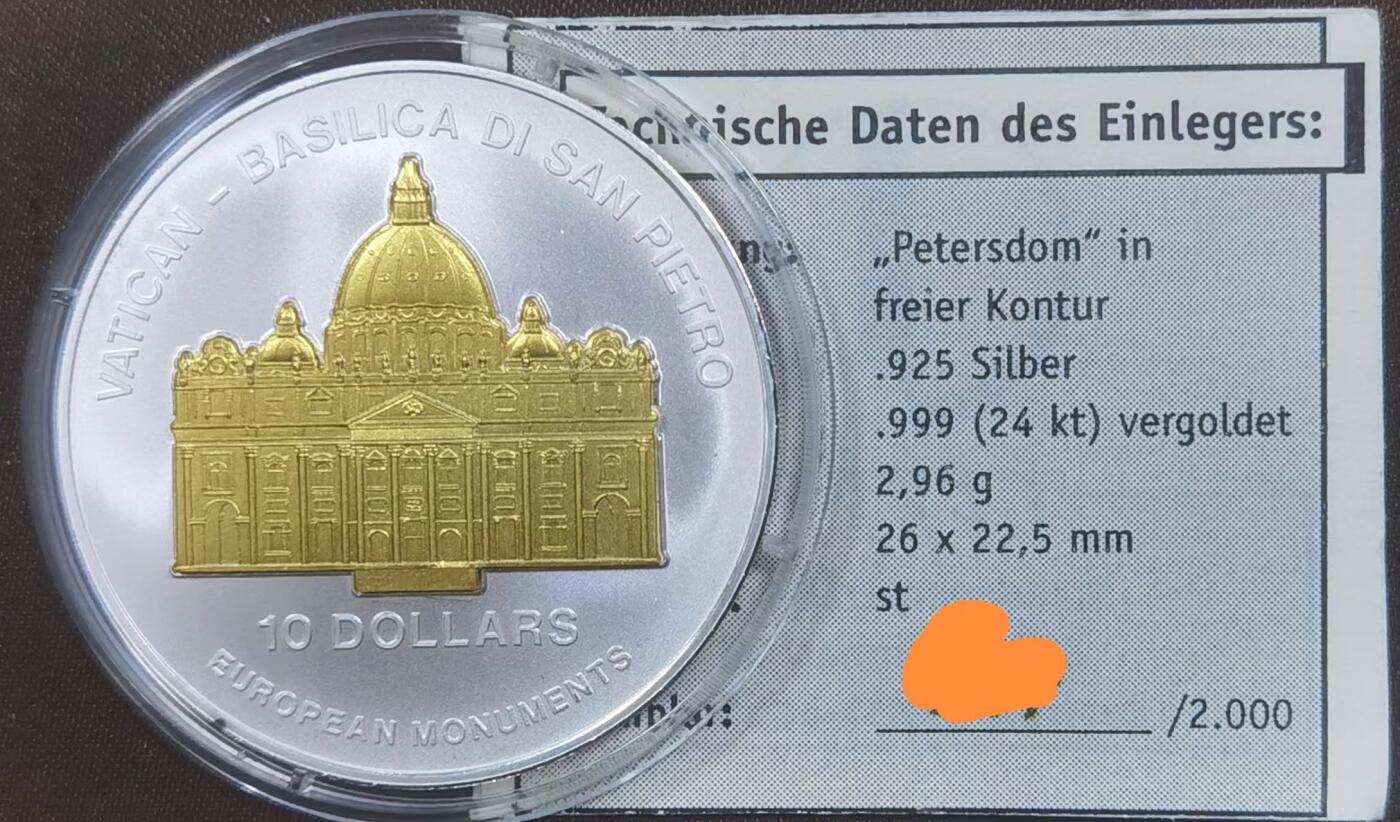 VATICAN - BASILICA DI SAN PIETRO
10 DOLLARS
EUROPEAN MONUMENTS
Technische Daten des Einlegers:
„Petersdom“ in
freier Kontur
.925 Silber
.999 (24 kt) vergoldet
2,96 g
26 x 22,5 mm
st
/2.000